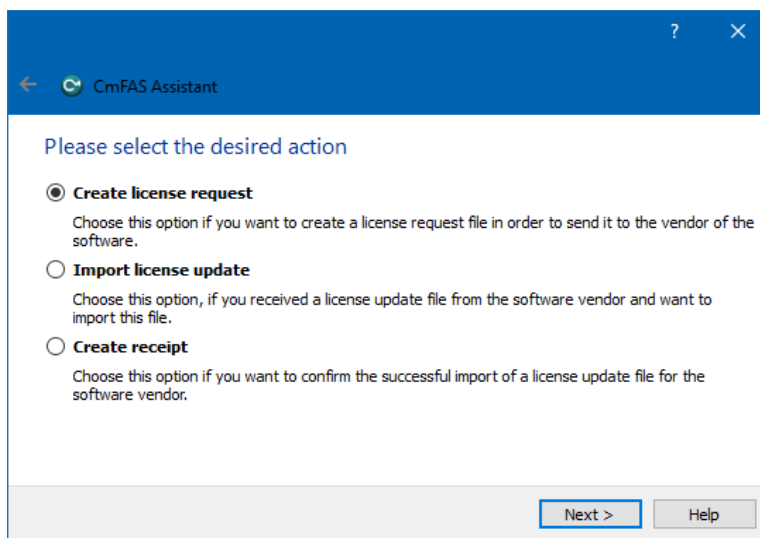 ?
CmFAS Assistant
Please select the desired action
Create license request
Choose this option if you want to create a license request file in order to send it to the vendor of the
software.
Import license update
Choose this option, if you received a license update file from the software vendor and want to
import this file.
Create receipt
Choose this option if you want to confirm the successful import of a license update file for the
software vendor.
Next >
Help